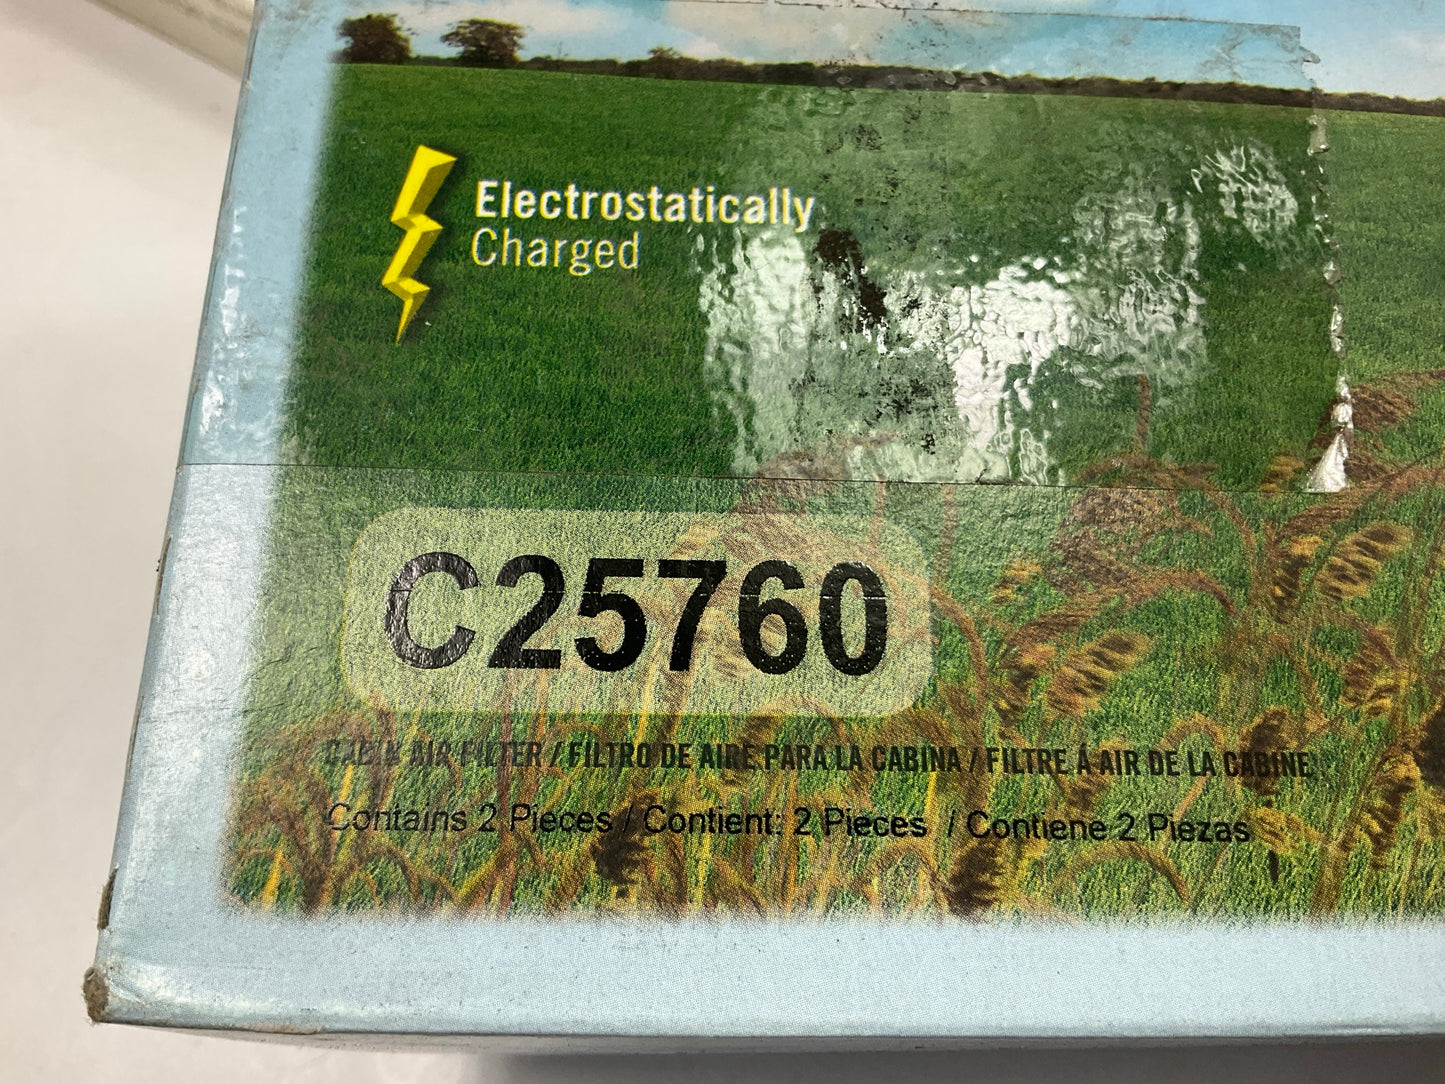 Electrostatically
Charged
C25760
CABIN AIR FILTER / FILTRO DE AIRE PARA LA CABINA / FILTRE Á AIR DE LA CABINE
Contains 2 Pieces / Contient: 2 Pieces / Contiene 2 Piezas